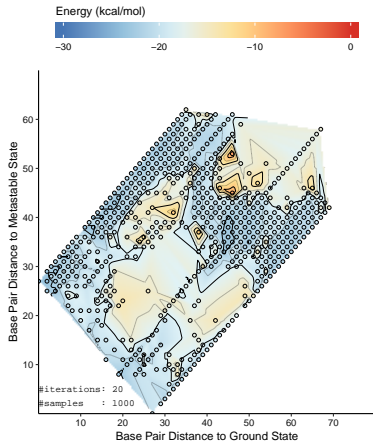 Energy (kcal/mol)
−30 −20 −10 0
Base Pair Distance to Metastable State
60
50
40
30
20
10
#iterations: 20
#samples : 1000
10 20 30 40 50 60 70
Base Pair Distance to Ground State